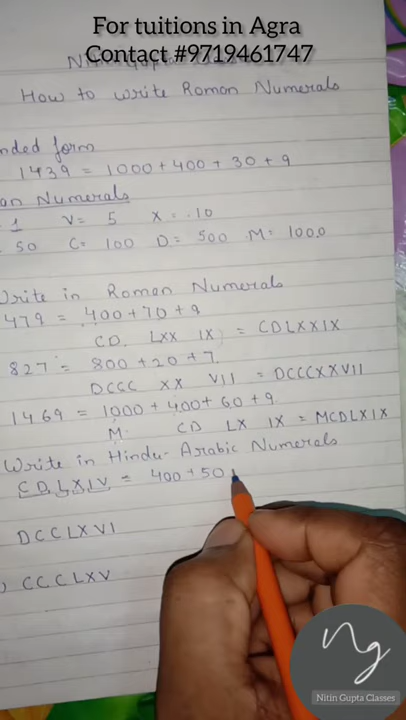 For tuitions in Agra
Contact #9719461747
How to write Roman Numerals
nded form
1439 = 1000 + 400 + 30 + 9
an Numerals
1 V = 5 X = 10
50 C = 100 D = 500 M = 1000
Write in Roman Numerals
479 = 400 + 70 + 9
CD LXX IX = CDLXXIX
827 = 800 + 20 + 7
DCCC XX VII = DCCCXXVII
1469 = 1000 + 400 + 60 + 9
M CD LX IX = MCDLXIX
Write in Hindu-Arabic Numerals
CDLXIV = 400 + 50
DCCLXVI
) CCCLXV
ng
Nitin Gupta Classes